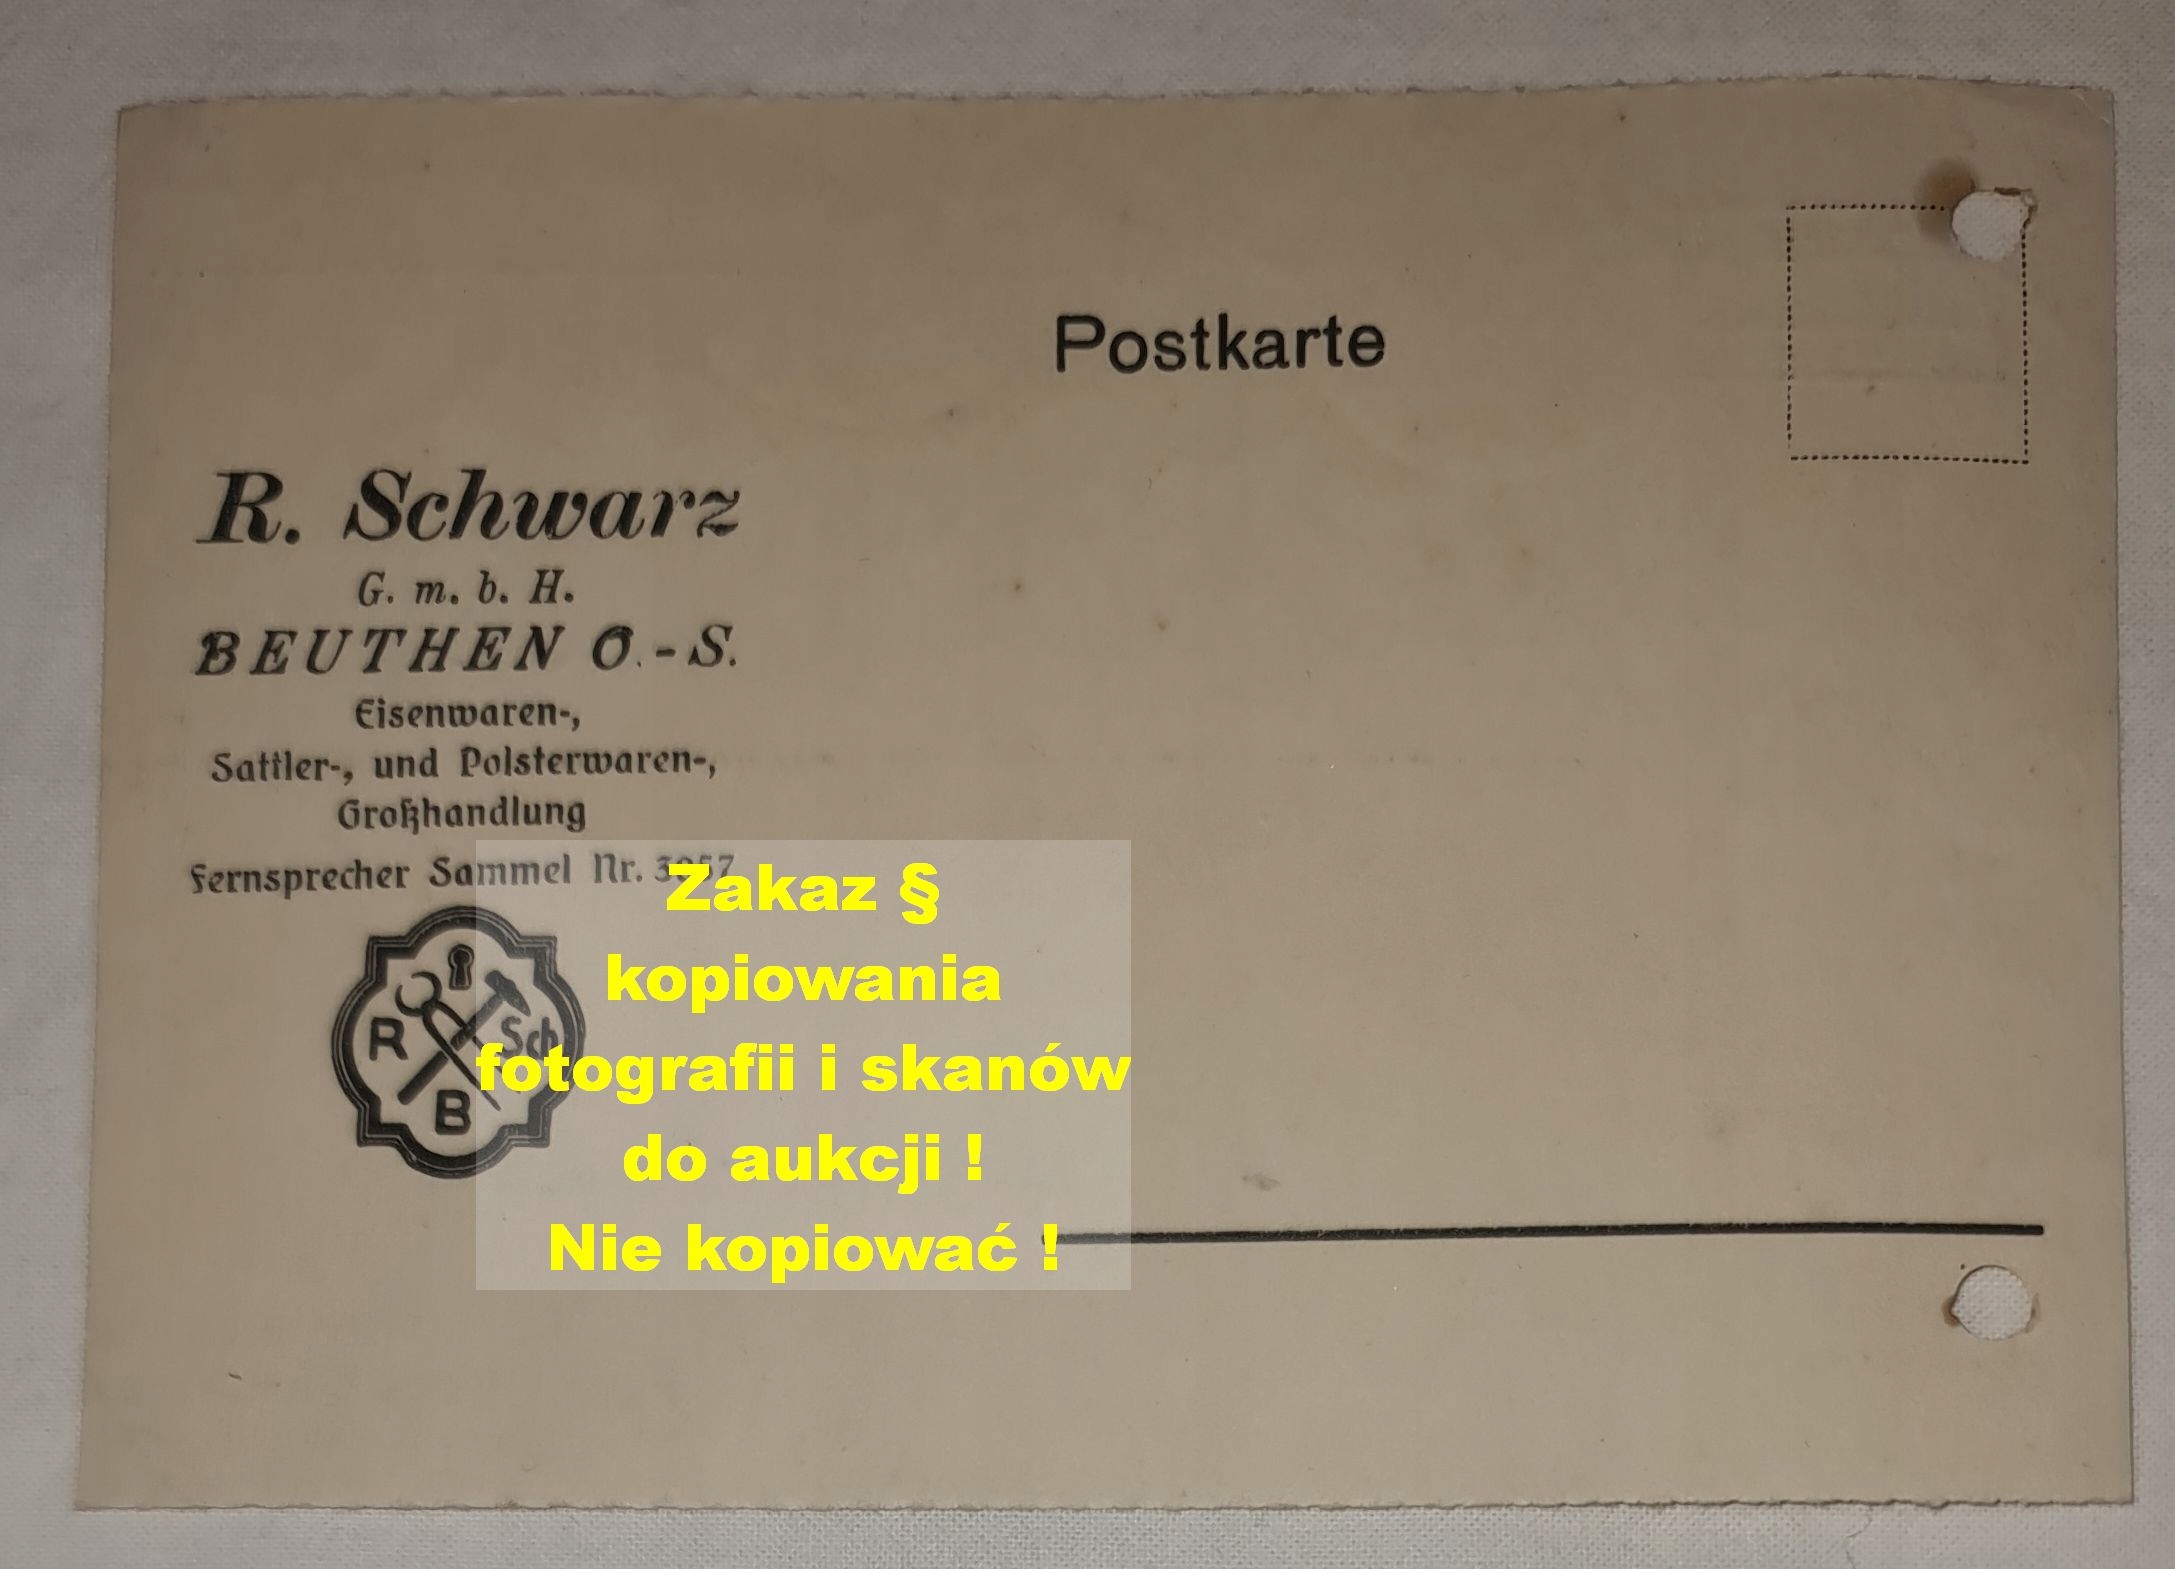 Postkarte
R. Schwarz
G. m. b. H.
BEUTHEN O.-S.
Eisenwaren-,
Sattler-, und Polsterwaren-,
Großhandlung
Fernsprecher Sammel Nr. 3057
R Sch
B
Zakaz §
kopiowania
fotografii i skanów
do aukcji !
Nie kopiować !